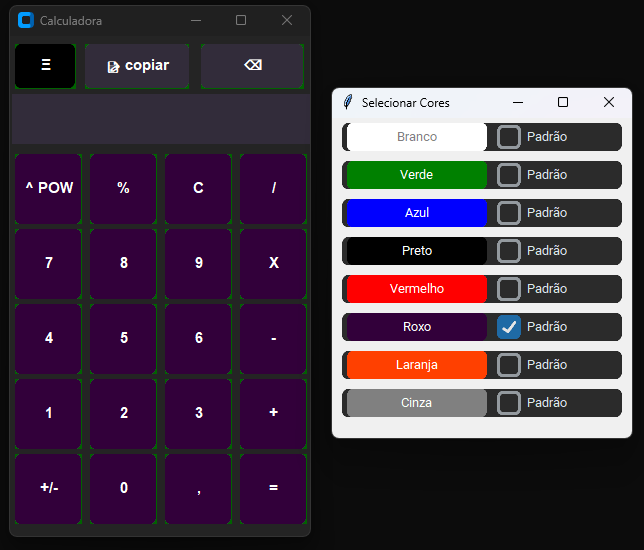 Calculadora
Ξ copiar ⌫
^ POW % C /
7 8 9 X
4 5 6 -
1 2 3 +
+/- 0 , =
Selecionar Cores
Branco Padrão
Verde Padrão
Azul Padrão
Preto Padrão
Vermelho Padrão
Roxo Padrão
Laranja Padrão
Cinza Padrão